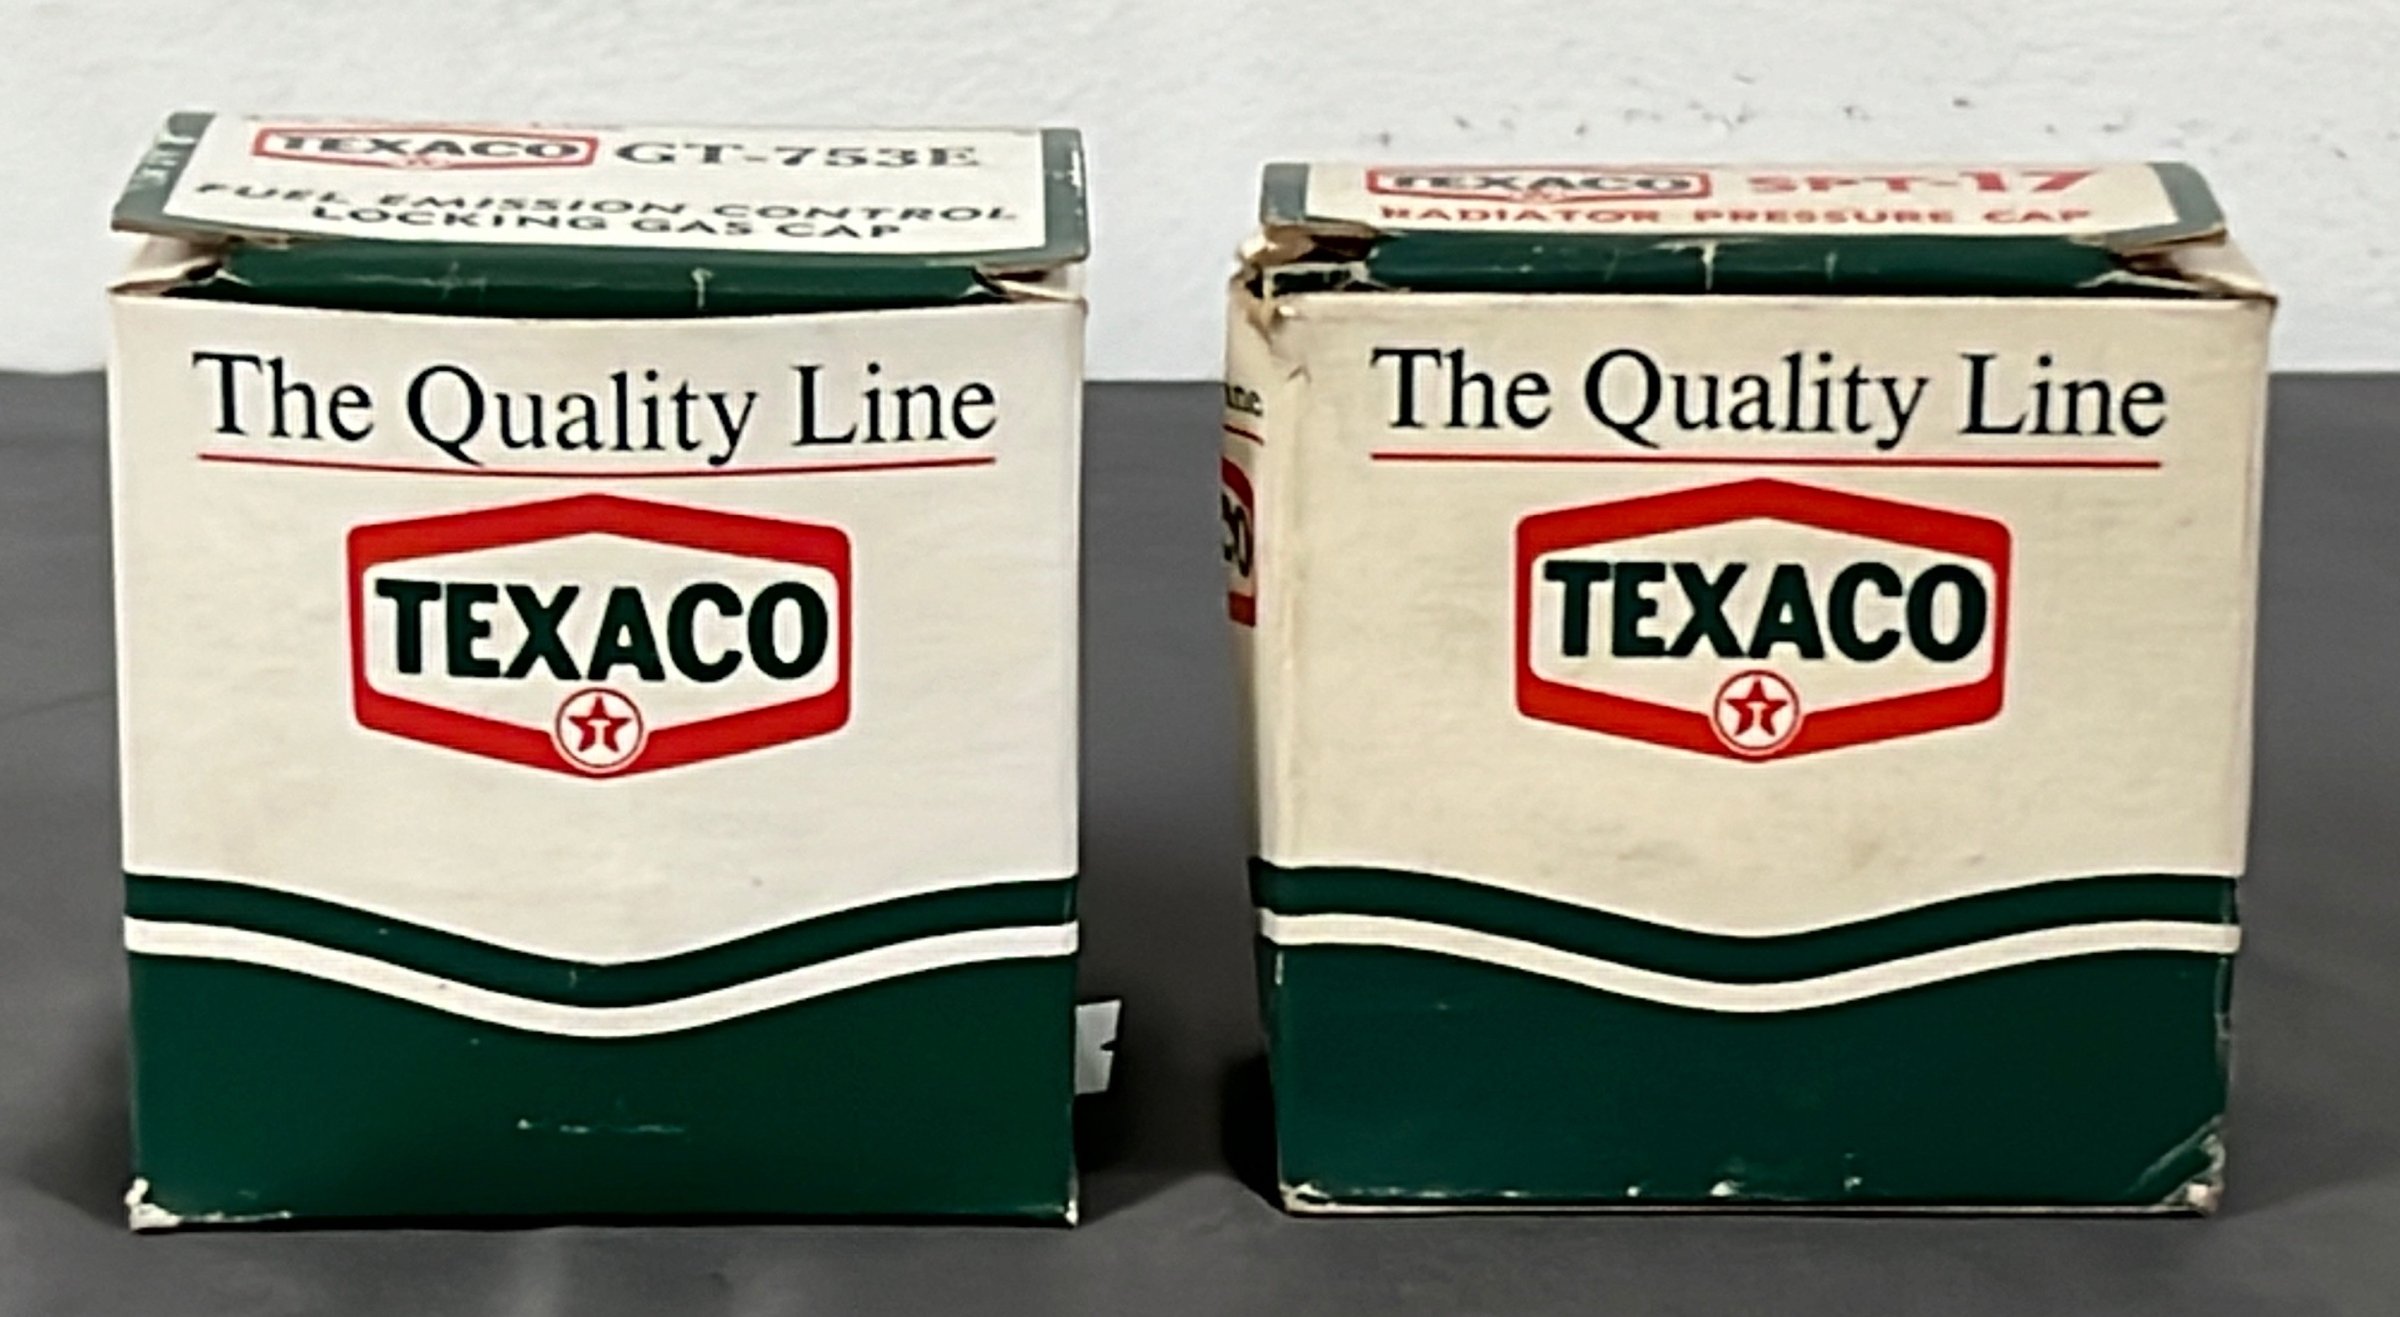 TEXACO GT-753E
FUEL EMISSION CONTROL
LOCKING GAS CAP
The Quality Line
TEXACO
T
TEXACO SPT-17
RADIATOR PRESSURE CAP
The Quality Line
TEXACO
T